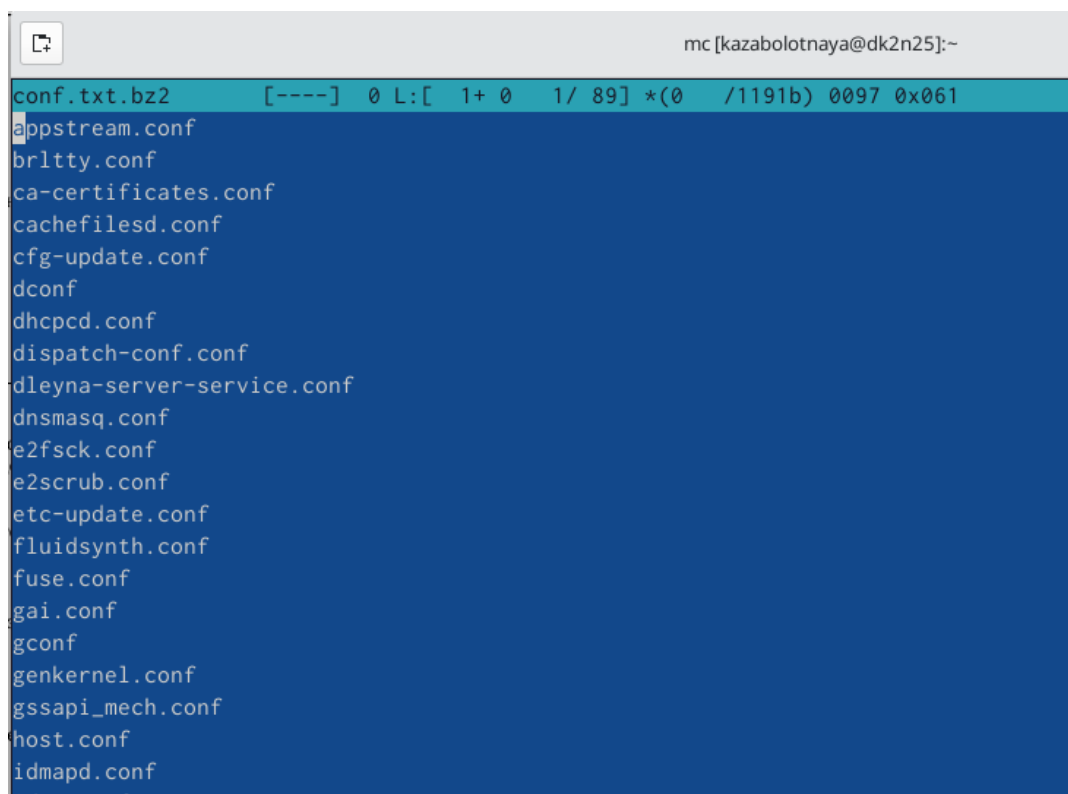 mc [kazabolotnaya@dk2n25]:~
conf.txt.bz2 [----] 0 L:[ 1+ 0 1/ 89] *(0 /1191b) 0097 0x061
appstream.conf
brltty.conf
ca-certificates.conf
cachefilesd.conf
cfg-update.conf
dconf
dhcpcd.conf
dispatch-conf.conf
dleyna-server-service.conf
dnsmasq.conf
e2fsck.conf
e2scrub.conf
etc-update.conf
fluidsynth.conf
fuse.conf
gai.conf
gconf
genkernel.conf
gssapi_mech.conf
host.conf
idmapd.conf